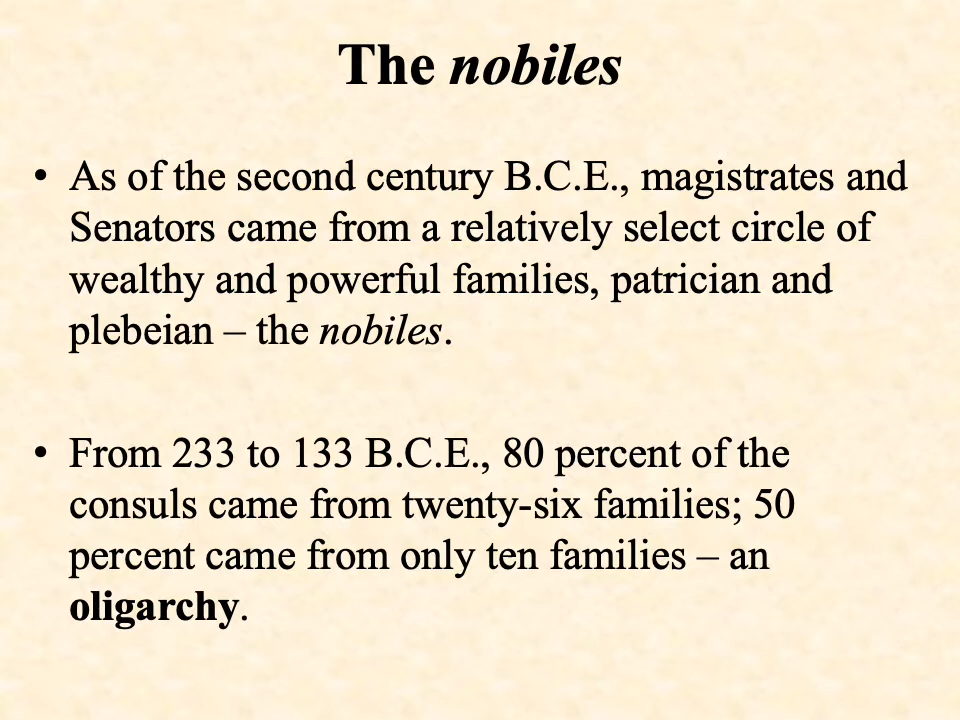 The nobiles
• As of the second century B.C.E., magistrates and
Senators came from a relatively select circle of
wealthy and powerful families, patrician and
plebeian – the nobiles.
• From 233 to 133 B.C.E., 80 percent of the
consuls came from twenty-six families; 50
percent came from only ten families – an
oligarchy.